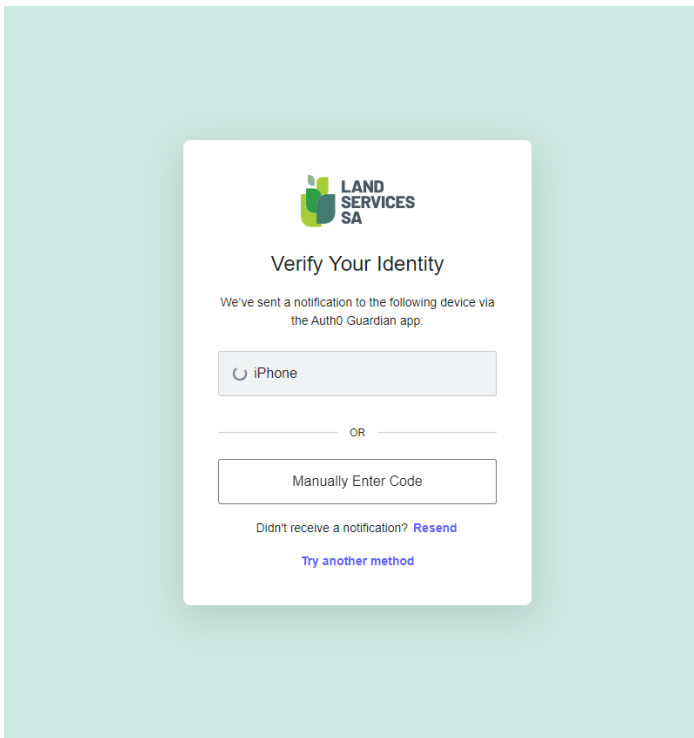 LAND
SERVICES
SA
Verify Your Identity
We've sent a notification to the following device via
the Auth0 Guardian app:
iPhone
OR
Manually Enter Code
Didn't receive a notification? Resend
Try another method